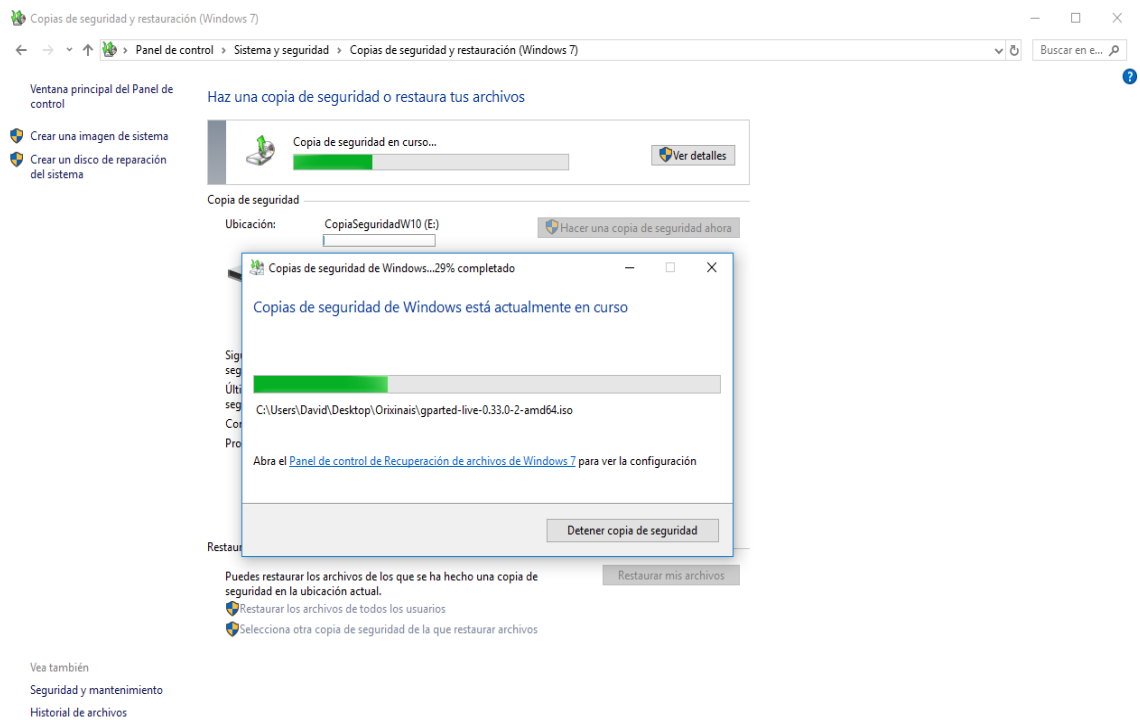 Copias de seguridad y restauración (Windows 7)
Panel de control > Sistema y seguridad > Copias de seguridad y restauración (Windows 7)
Buscar en e...
Ventana principal del Panel de
control
Crear una imagen de sistema
Crear un disco de reparación
del sistema
Haz una copia de seguridad o restaura tus archivos
Copia de seguridad en curso...
Ver detalles
Copia de seguridad
Ubicación:
CopiaSeguridadW10 (E:)
Hacer una copia de seguridad ahora
Copias de seguridad de Windows...29% completado
Copias de seguridad de Windows está actualmente en curso
C:\Users\David\Desktop\Orixinais\gparted-live-0.33.0-2-amd64.iso
Abra el Panel de control de Recuperación de archivos de Windows 7 para ver la configuración
Detener copia de seguridad
Puedes restaurar los archivos de los que se ha hecho una copia de
seguridad en la ubicación actual.
Restaurar mis archivos
Restaurar los archivos de todos los usuarios
Selecciona otra copia de seguridad de la que restaurar archivos
Vea también
Seguridad y mantenimiento
Historial de archivos